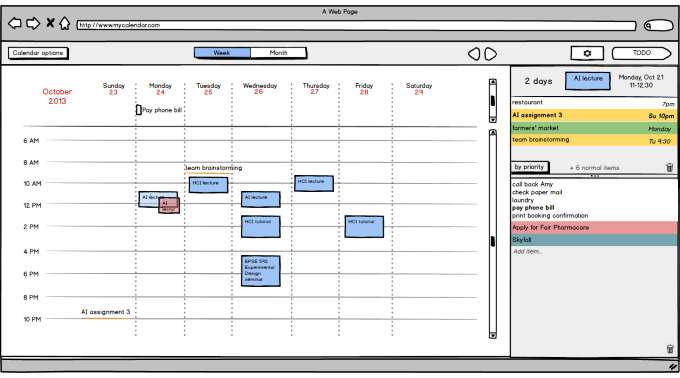 A Web Page
http://www.mycalendar.com
Calendar options
Week
Month
TODO
October
2013
Sunday
23
Monday
24
Tuesday
25
Wednesday
26
Thursday
27
Friday
28
Saturday
29
Pay phone bill
6 AM
8 AM
10 AM
12 PM
2 PM
4 PM
6 PM
8 PM
10 PM
team brainstorming
HCI lecture
HCI lecture
AI lecture
AI
lecture
AI lecture
HCI tutorial
HCI tutorial
EPSE 592
Experimental
Design
seminar
AI assignment 3
2 days
AI lecture
Monday, Oct 21
11-12:30
restaurant 7pm
AI assignment 3 Su 10pm
farmers' market Monday
team brainstorming Tu 9:30
by priority
+ 6 normal items
call back Amy
check paper mail
laundry
pay phone bill
print booking confirmation
Apply for Fair Pharmacare
Skyfall
Add item...